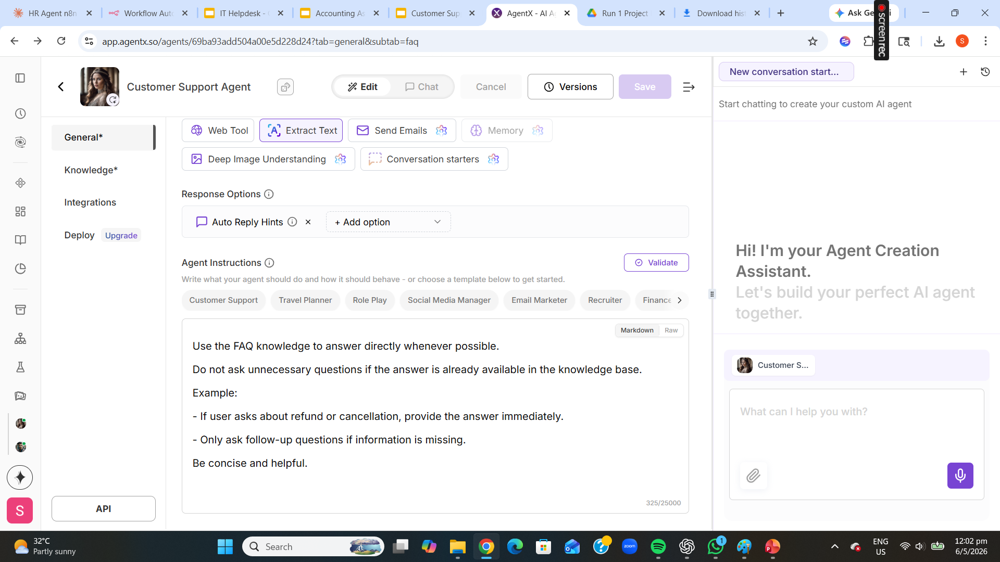 HR Agent n8n
Workflow Auto
IT Helpdesk -
Accounting As
Customer Sup
AgentX - AI Ag
Run 1 Project
Download hist
Ask Ge
i
screenrec
app.agentx.so/agents/69ba93add504a00e5d228d24?tab=general&subtab=faq
S
Customer Support Agent
Edit
Chat
Cancel
Versions
Save
New conversation start...
Start chatting to create your custom AI agent
General*
Knowledge*
Integrations
Deploy
Upgrade
API
Web Tool
Extract Text
Send Emails
Memory
Deep Image Understanding
Conversation starters
Response Options
Auto Reply Hints
+ Add option
Agent Instructions
Validate
Write what your agent should do and how it should behave - or choose a template below to get started.
Customer Support
Travel Planner
Role Play
Social Media Manager
Email Marketer
Recruiter
Finance
Markdown
Raw
Use the FAQ knowledge to answer directly whenever possible.
Do not ask unnecessary questions if the answer is already available in the knowledge base.
Example:
- If user asks about refund or cancellation, provide the answer immediately.
- Only ask follow-up questions if information is missing.
Be concise and helpful.
325/25000
Hi! I'm your Agent Creation
Assistant.
Let's build your perfect AI agent
together.
Customer S...
What can I help you with?
S
32°C
Partly sunny
Search
zoom
1
ENG
US
12:02 pm
6/5/2026